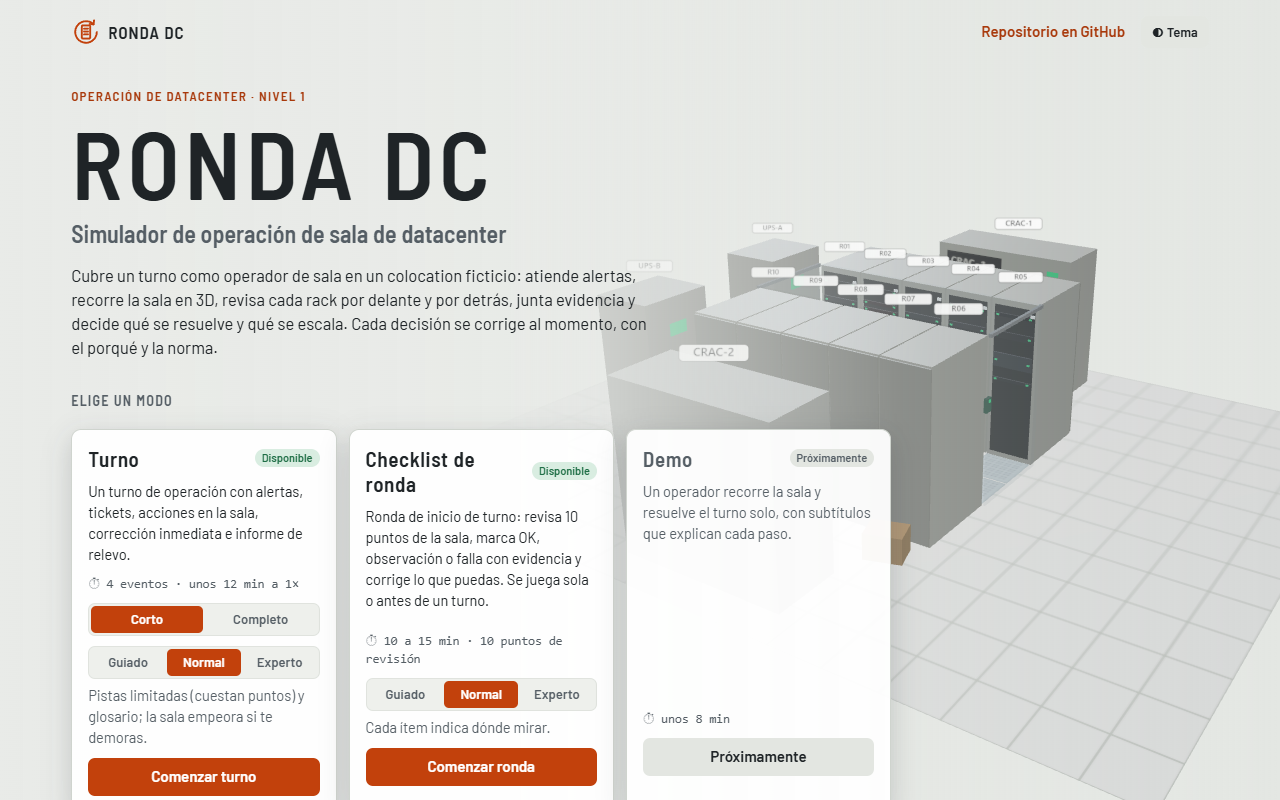 RONDA DC
Repositorio en GitHub
Tema
OPERACIÓN DE DATACENTER · NIVEL 1
RONDA DC
Simulador de operación de sala de datacenter
Cubre un turno como operador de sala en un colocation ficticio: atiende alertas,
recorre la sala en 3D, revisa cada rack por delante y por detrás, junta evidencia y
decide qué se resuelve y qué se escala. Cada decisión se corrige al momento, con
el porqué y la norma.
CRAC-1
UPS-A
R01
R02
R03
R04
R05
UPS-B
R10
R09
R08
R07
R06
CRAC-2
ELIGE UN MODO
Turno
Disponible
Un turno de operación con alertas,
tickets, acciones en la sala,
corrección inmediata e informe de
relevo.
⏱ 4 eventos · unos 12 min a 1x
Corto
Completo
Guiado
Normal
Experto
Pistas limitadas (cuestan puntos) y
glosario; la sala empeora si te
demoras.
Comenzar turno
Checklist de
ronda
Disponible
Ronda de inicio de turno: revisa 10
puntos de la sala, marca OK,
observación o falla con evidencia y
corrige lo que puedas. Se juega sola
o antes de un turno.
⏱ 10 a 15 min · 10 puntos de
revisión
Guiado
Normal
Experto
Cada ítem indica dónde mirar.
Comenzar ronda
Demo
Próximamente
Un operador recorre la sala y
resuelve el turno solo, con subtítulos
que explican cada paso.
⏱ unos 8 min
Próximamente